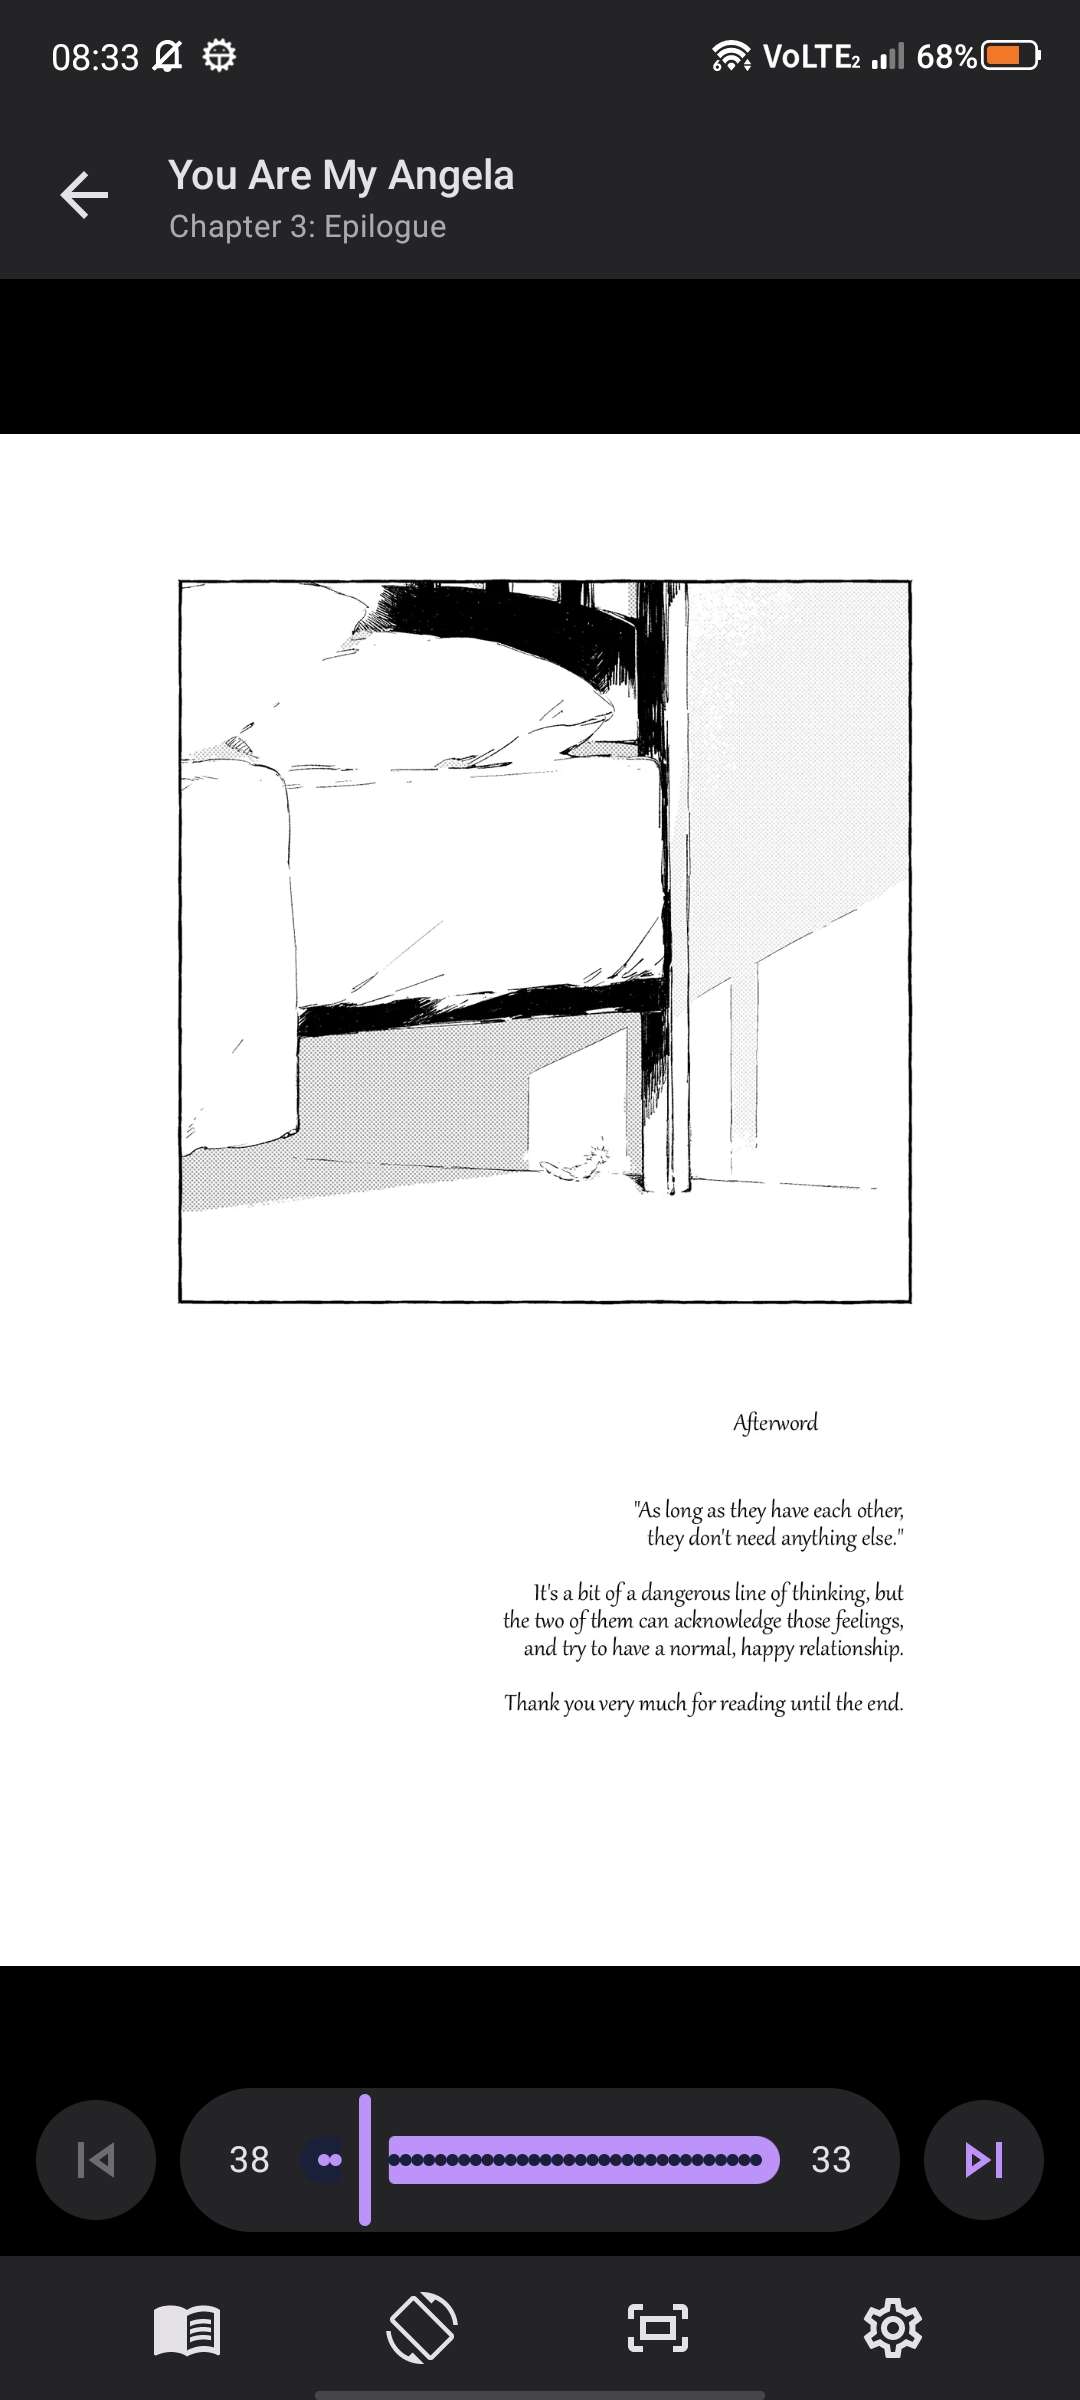 08:33
6 VoLTE2 68%
You Are My Angela
Chapter 3: Epilogue
Afterword
"As long as they have each other,
they don't need anything else."
It's a bit of a dangerous line of thinking, but
the two of them can acknowledge those feelings,
and try to have a normal, happy relationship.
Thank you very much for reading until the end.
38 33